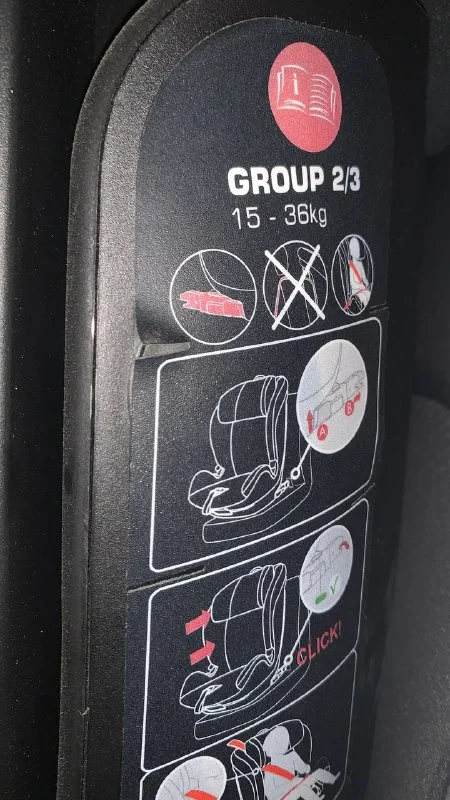 i
GROUP 2/3
15 - 36kg
A
B
CLICK!